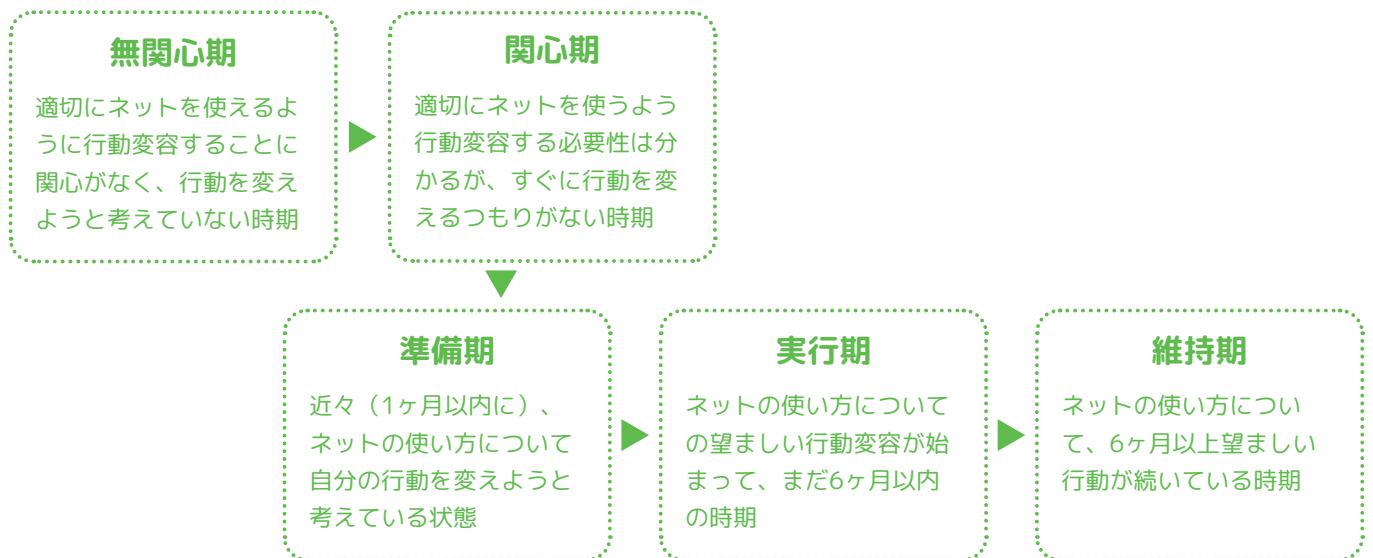 無関心期
適切にネットを使えるよ
うに行動変容することに
関心がなく、行動を変え
ようと考えていない時期
関心期
適切にネットを使うよう
行動変容する必要性は分
かるが、すぐに行動を変
えるつもりがない時期
準備期
近々（1ヶ月以内に）、
ネットの使い方について
自分の行動を変えようと
考えている状態
実行期
ネットの使い方について
の望ましい行動変容が始
まって、まだ6ヶ月以内
の時期
維持期
ネットの使い方につい
て、6ヶ月以上望ましい
行動が続いている時期